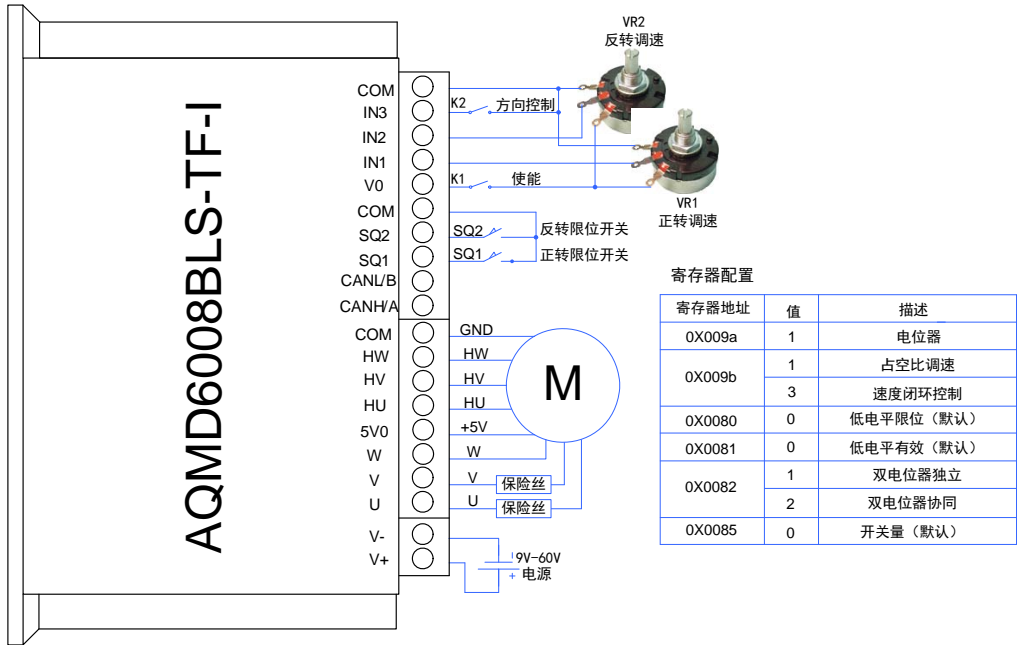 AQMD6008BLS-TF-I
VR2
反转调速
COM
IN3
K2
方向控制
IN2
IN1
V0
K1
使能
VR1
正转调速
COM
SQ2
SQ2
反转限位开关
SQ1
SQ1
正转限位开关
CANL/B
CANH/A
COM
GND
HW
HW
HV
HV
HU
HU
5V0
+5V
W
W
V
V
保险丝
U
U
保险丝
M
V-
V+
9V-60V
+
电源
寄存器配置
寄存器地址 值 描述
0X009a 1 电位器
0X009b 1 占空比调速
3 速度闭环控制
0X0080 0 低电平限位（默认）
0X0081 0 低电平有效（默认）
0X0082 1 双电位器独立
2 双电位器协同
0X0085 0 开关量（默认）